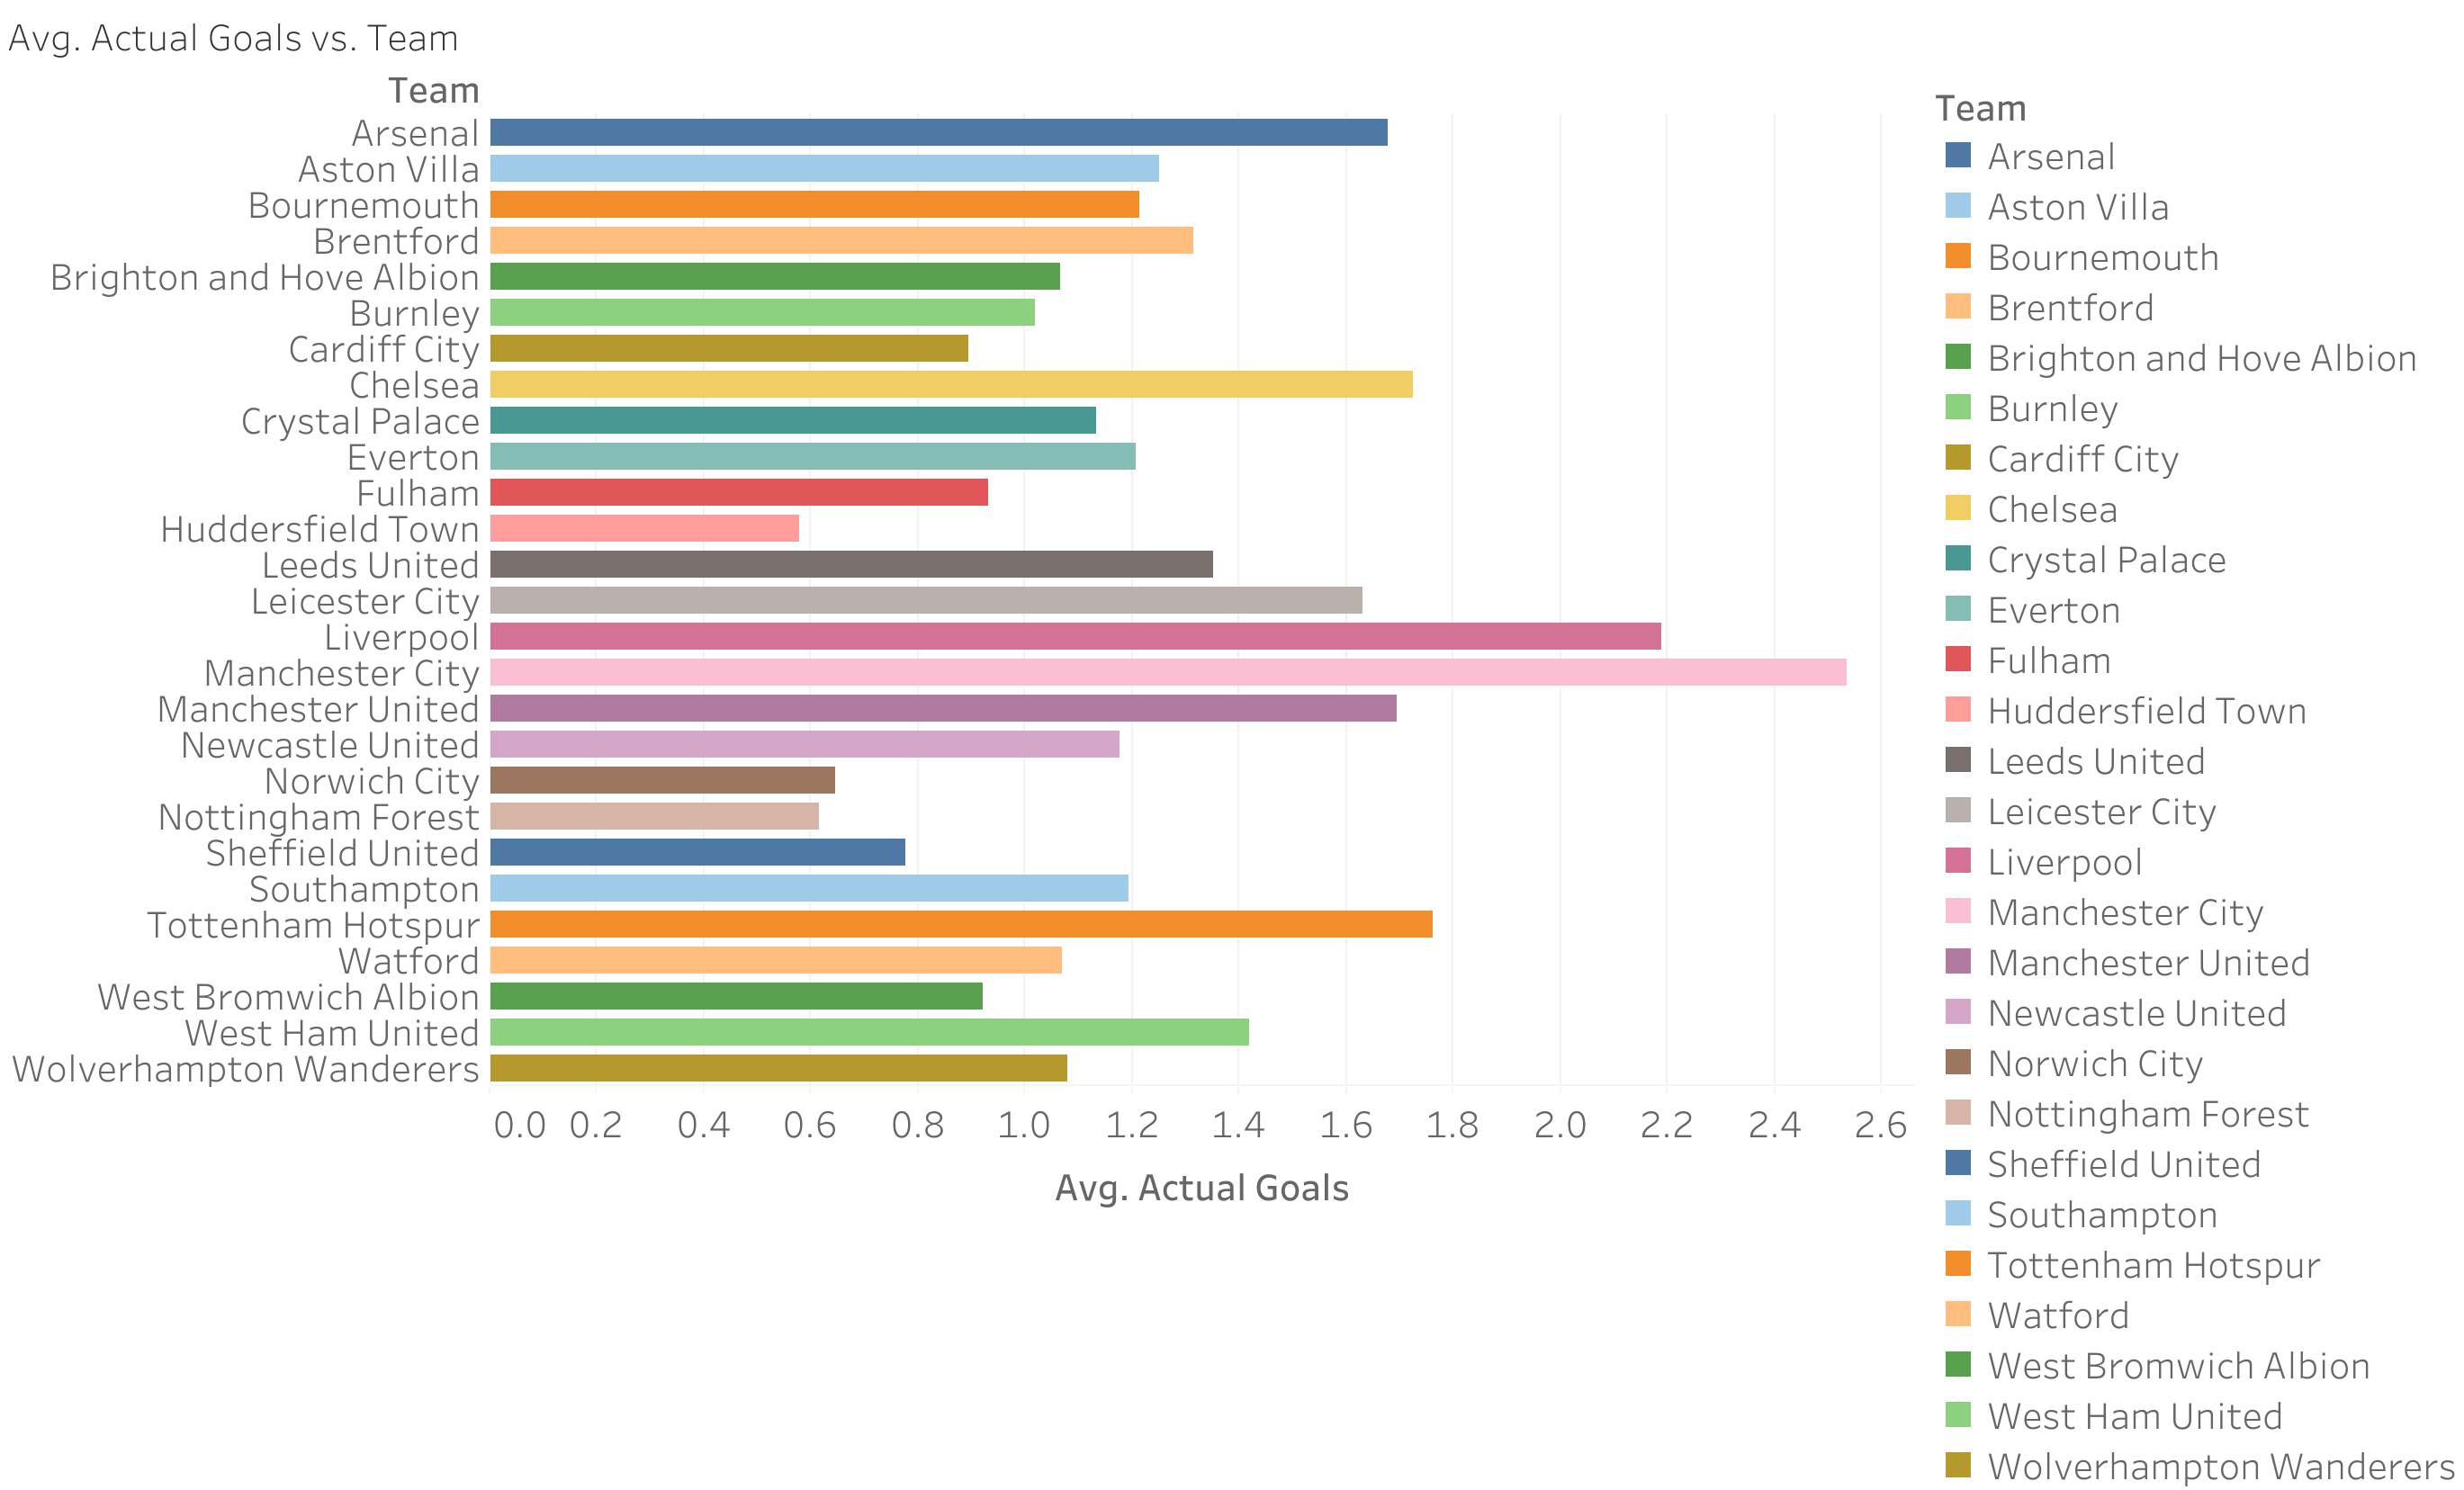 Avg. Actual Goals vs. Team
Team
Arsenal
Aston Villa
Bournemouth
Brentford
Brighton and Hove Albion
Burnley
Cardiff City
Chelsea
Crystal Palace
Everton
Fulham
Huddersfield Town
Leeds United
Leicester City
Liverpool
Manchester City
Manchester United
Newcastle United
Norwich City
Nottingham Forest
Sheffield United
Southampton
Tottenham Hotspur
Watford
West Bromwich Albion
West Ham United
Wolverhampton Wanderers
0.0 0.2 0.4 0.6 0.8 1.0 1.2 1.4 1.6 1.8 2.0 2.2 2.4 2.6
Avg. Actual Goals
Team
Arsenal
Aston Villa
Bournemouth
Brentford
Brighton and Hove Albion
Burnley
Cardiff City
Chelsea
Crystal Palace
Everton
Fulham
Huddersfield Town
Leeds United
Leicester City
Liverpool
Manchester City
Manchester United
Newcastle United
Norwich City
Nottingham Forest
Sheffield United
Southampton
Tottenham Hotspur
Watford
West Bromwich Albion
West Ham United
Wolverhampton Wanderers